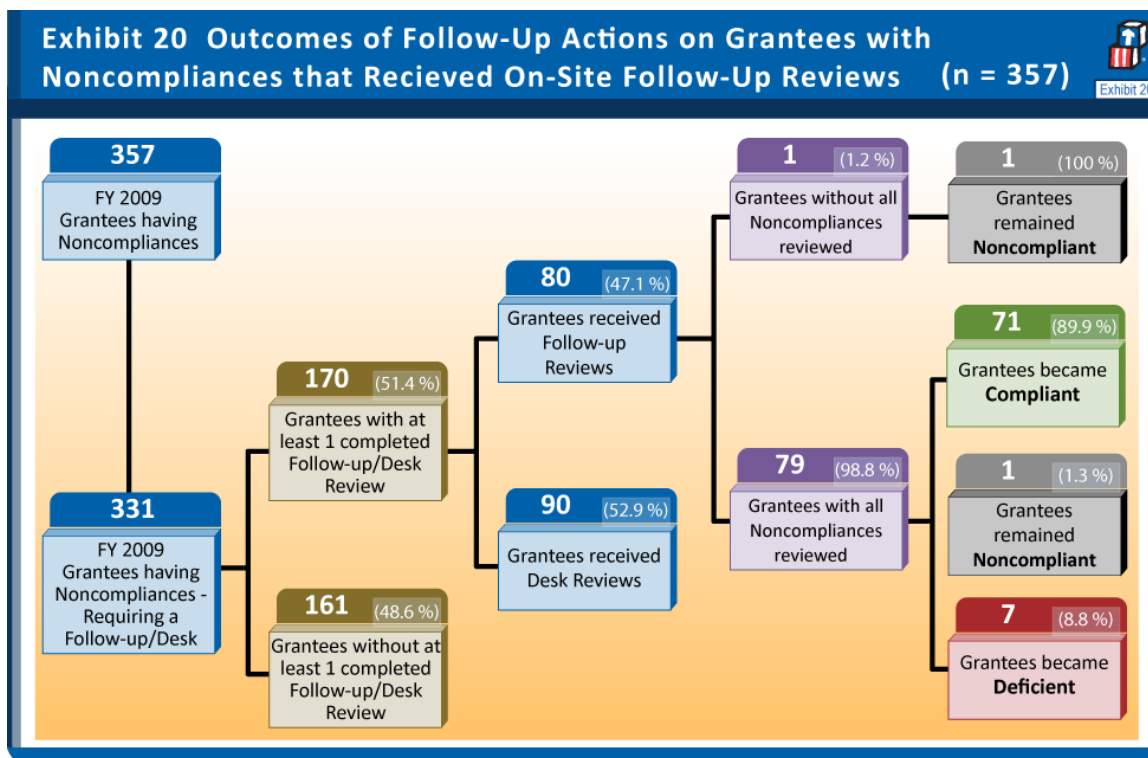 Exhibit 20 Outcomes of Follow-Up Actions on Grantees with
Noncompliances that Recieved On-Site Follow-Up Reviews (n = 357)
Exhibit 20
357
FY 2009
Grantees having
Noncompliances
331
FY 2009
Grantees having
Noncompliances -
Requiring a
Follow-up/Desk
170 (51.4 %)
Grantees with at
least 1 completed
Follow-up/Desk
Review
161 (48.6 %)
Grantees without at
least 1 completed
Follow-up/Desk
Review
80 (47.1 %)
Grantees received
Follow-up
Reviews
90 (52.9 %)
Grantees received
Desk Reviews
1 (1.2 %)
Grantees without all
Noncompliances
reviewed
79 (98.8 %)
Grantees with all
Noncompliances
reviewed
1 (100 %)
Grantees
remained
Noncompliant
71 (89.9 %)
Grantees became
Compliant
1 (1.3 %)
Grantees
remained
Noncompliant
7 (8.8 %)
Grantees became
Deficient